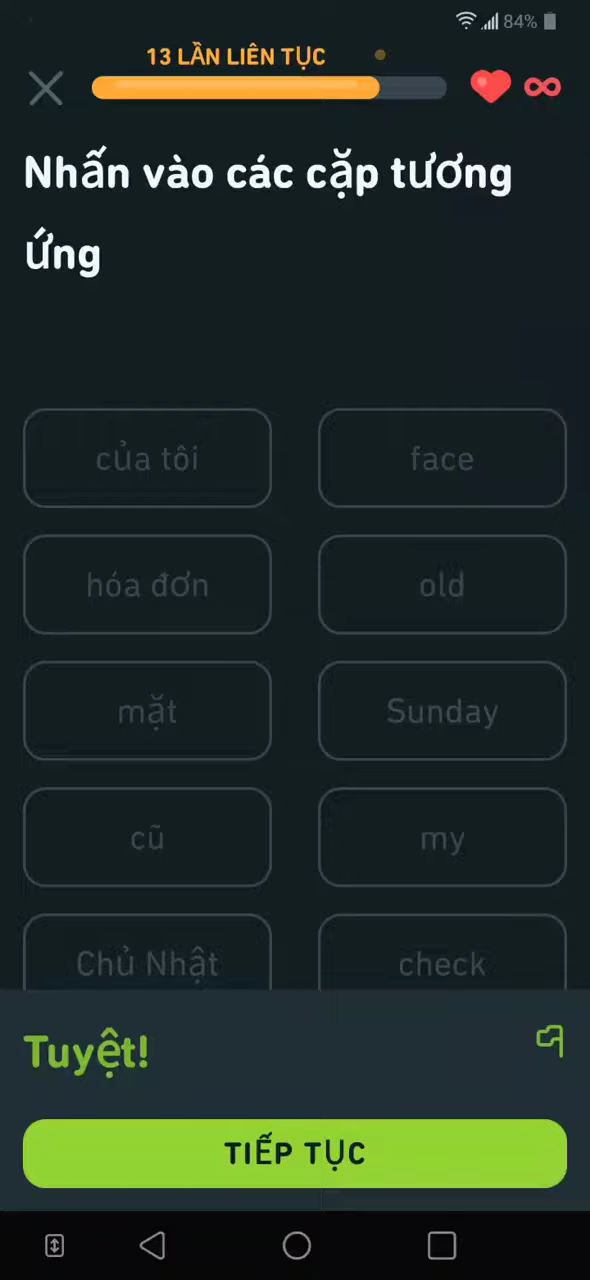 84%
13 LẦN LIÊN TỤC
Nhấn vào các cặp tương
ứng
của tôi face
hóa đơn old
mặt Sunday
cũ my
Chủ Nhật check
Tuyệt!
TIẾP TỤC